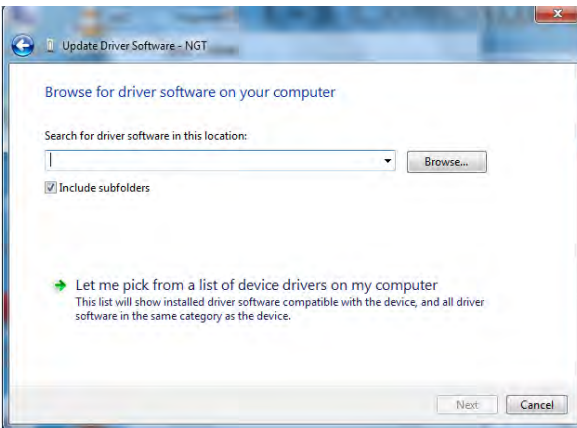 Update Driver Software - NGT
Browse for driver software on your computer
Search for driver software in this location:
Browse...
Include subfolders
Let me pick from a list of device drivers on my computer
This list will show installed driver software compatible with the device, and all driver
software in the same category as the device.
Next
Cancel